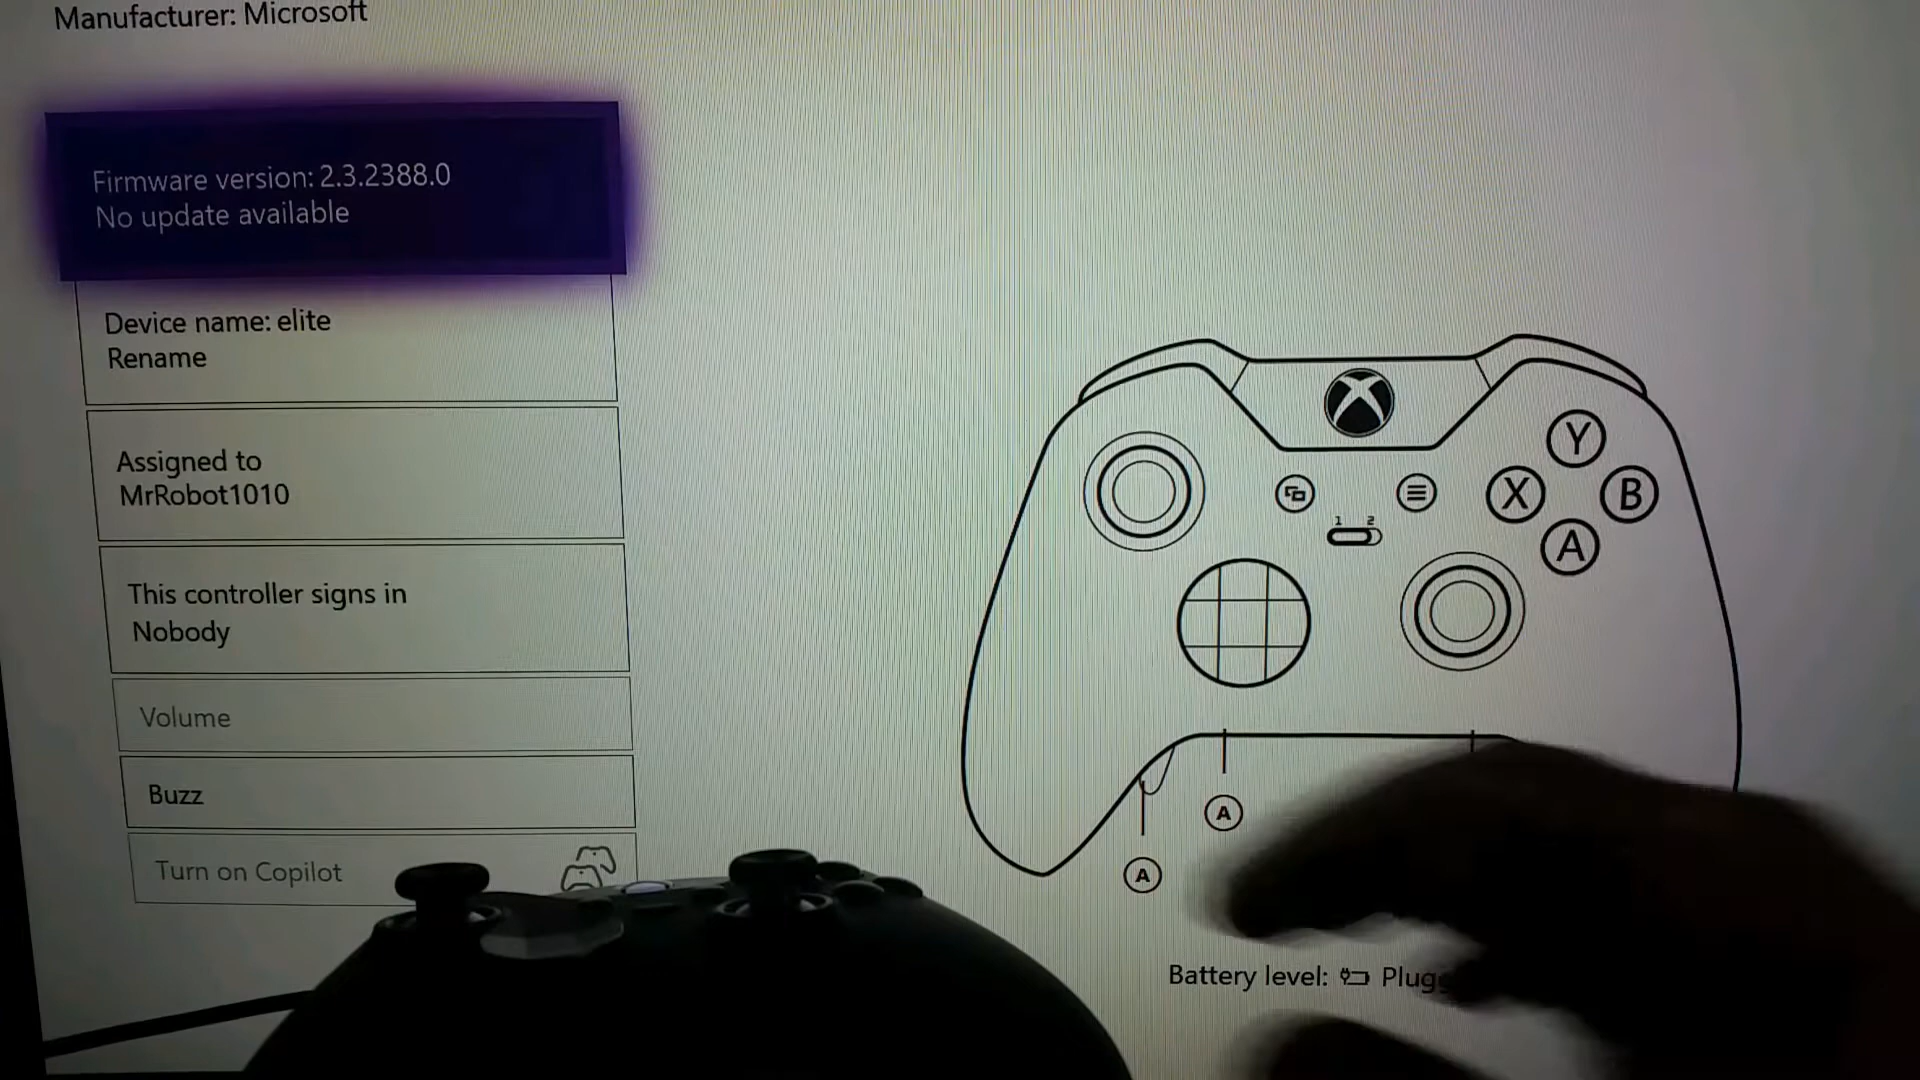 Manufacturer: Microsoft
Firmware version: 2.3.2388.0
No update available
Device name: elite
Rename
Assigned to
MrRobot1010
This controller signs in
Nobody
Volume
Buzz
Turn on Copilot
Y
X
B
A
1 2
A
A
Battery level: